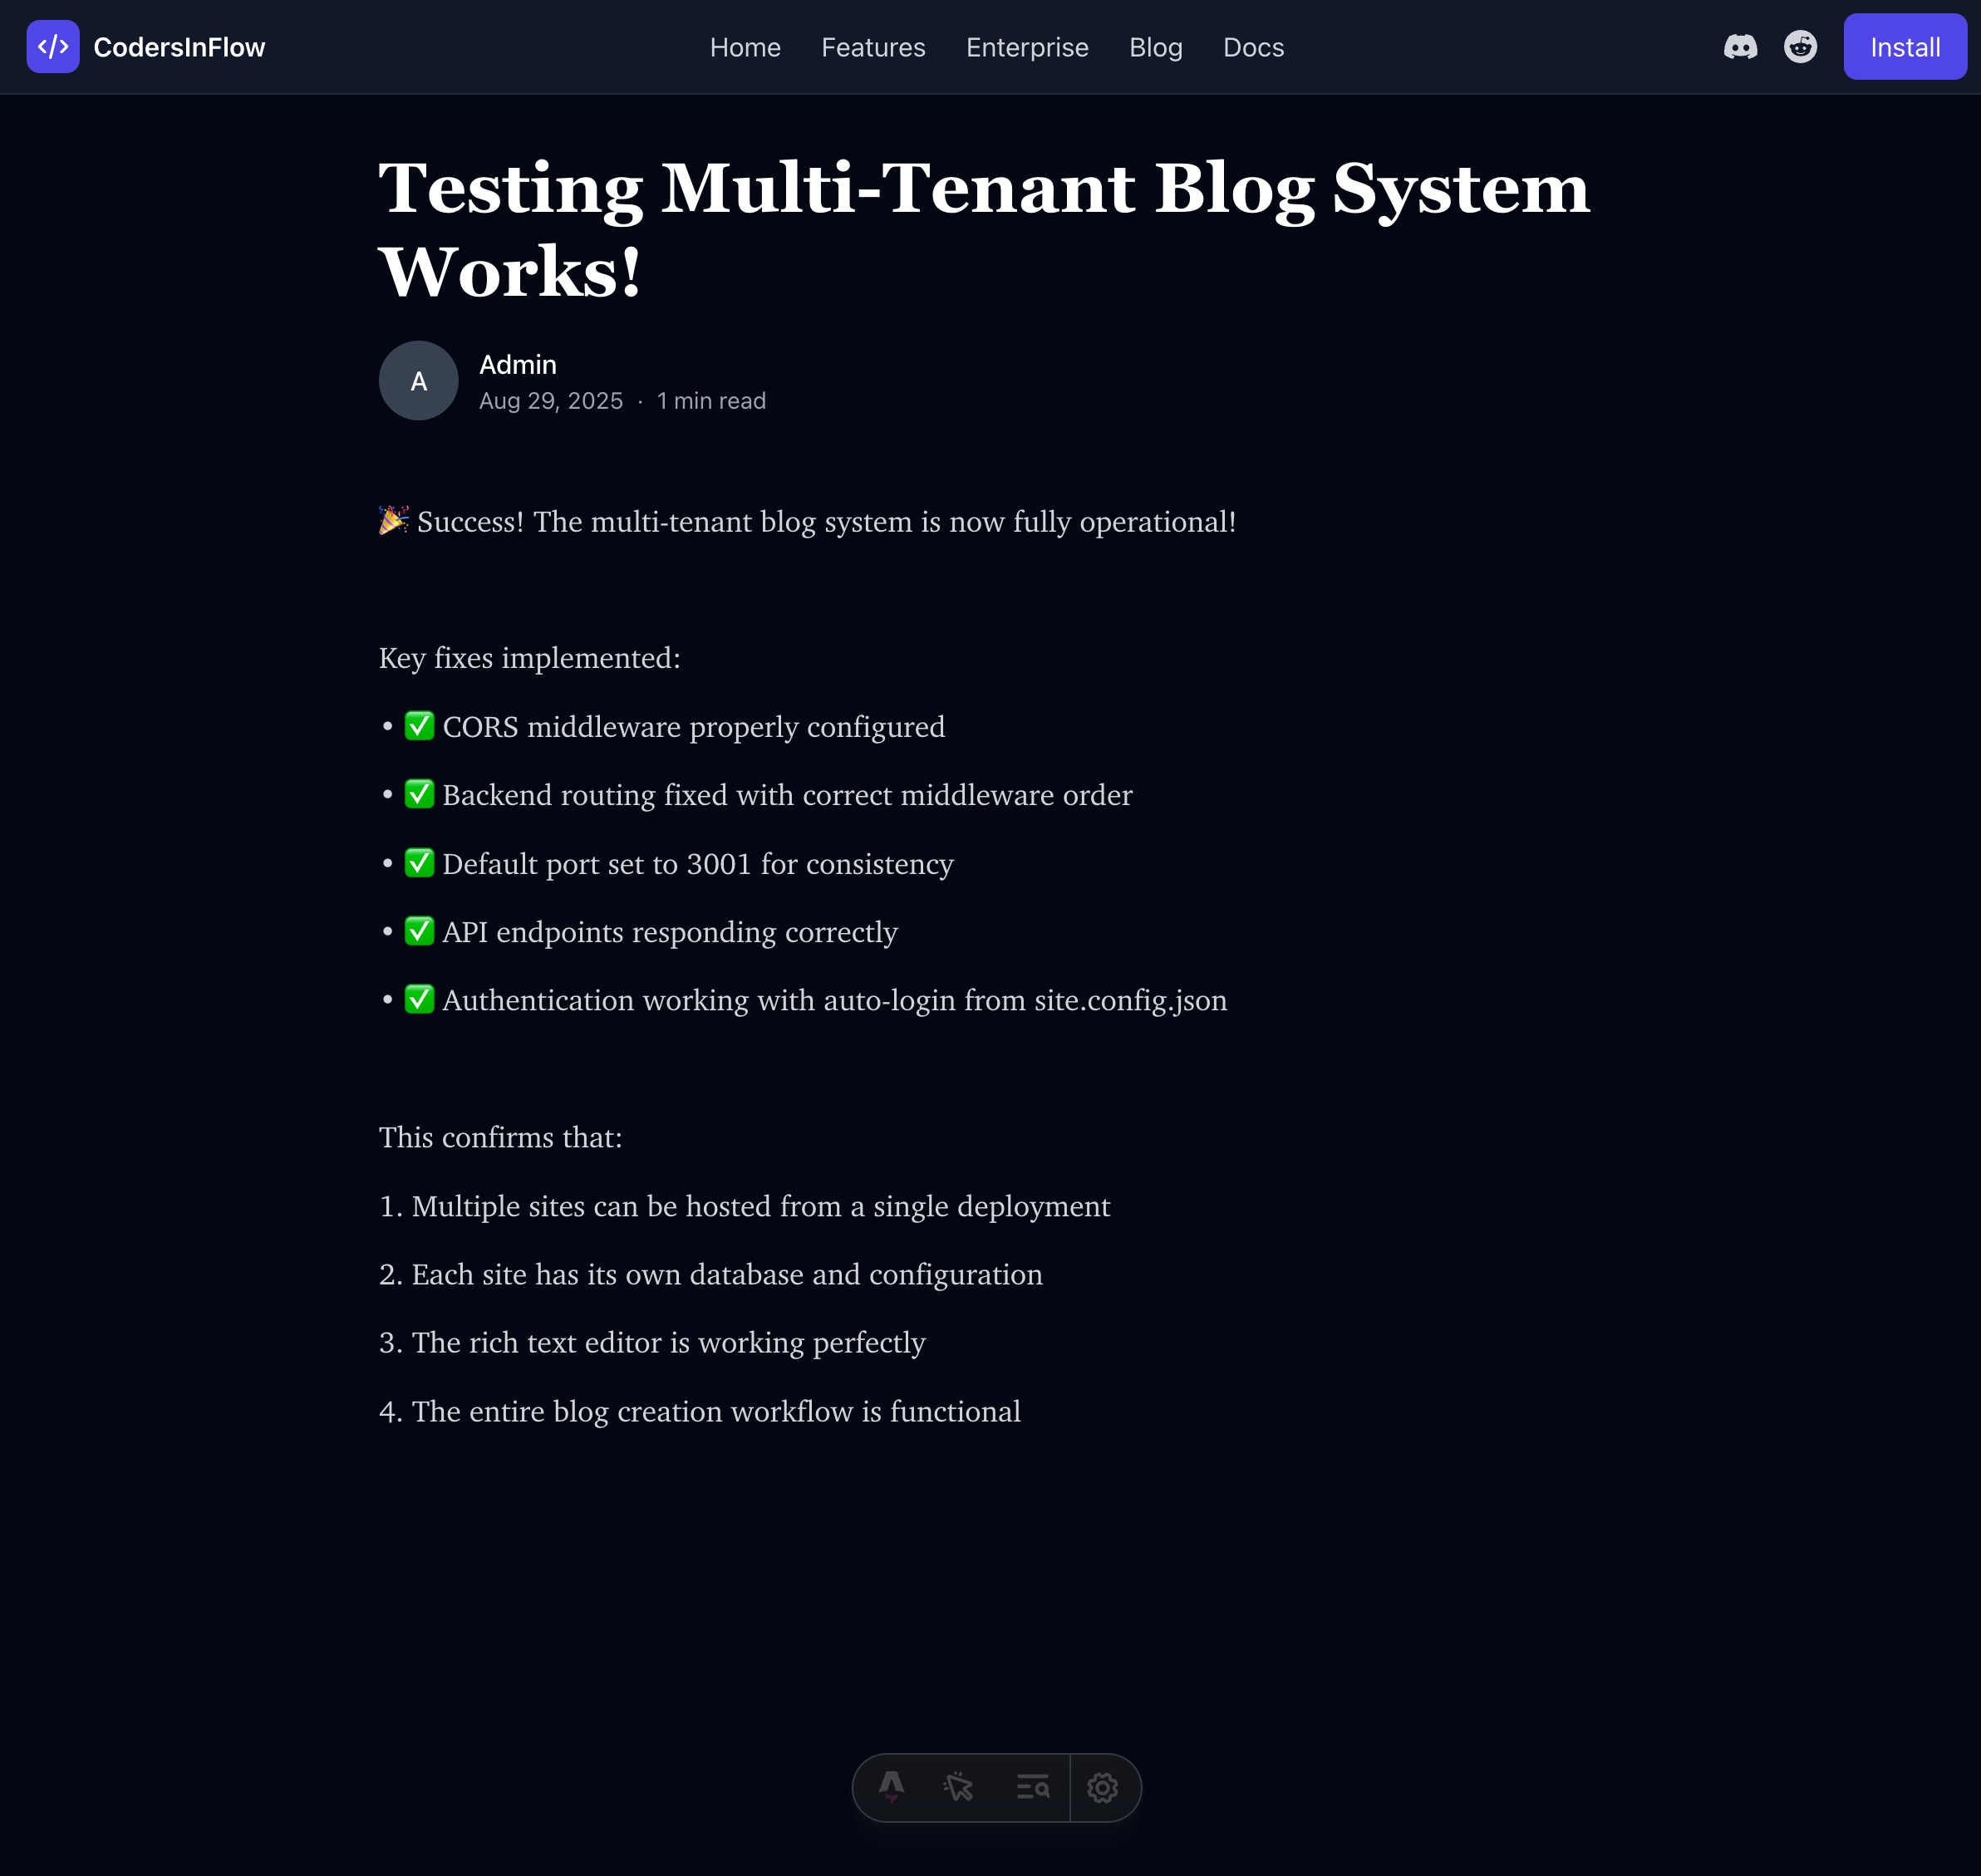 </> CodersInFlow
Home Features Enterprise Blog Docs
Install
Testing Multi-Tenant Blog System
Works!
A
Admin
Aug 29, 2025 · 1 min read
🎉 Success! The multi-tenant blog system is now fully operational!
Key fixes implemented:
• ✅ CORS middleware properly configured
• ✅ Backend routing fixed with correct middleware order
• ✅ Default port set to 3001 for consistency
• ✅ API endpoints responding correctly
• ✅ Authentication working with auto-login from site.config.json
This confirms that:
1. Multiple sites can be hosted from a single deployment
2. Each site has its own database and configuration
3. The rich text editor is working perfectly
4. The entire blog creation workflow is functional